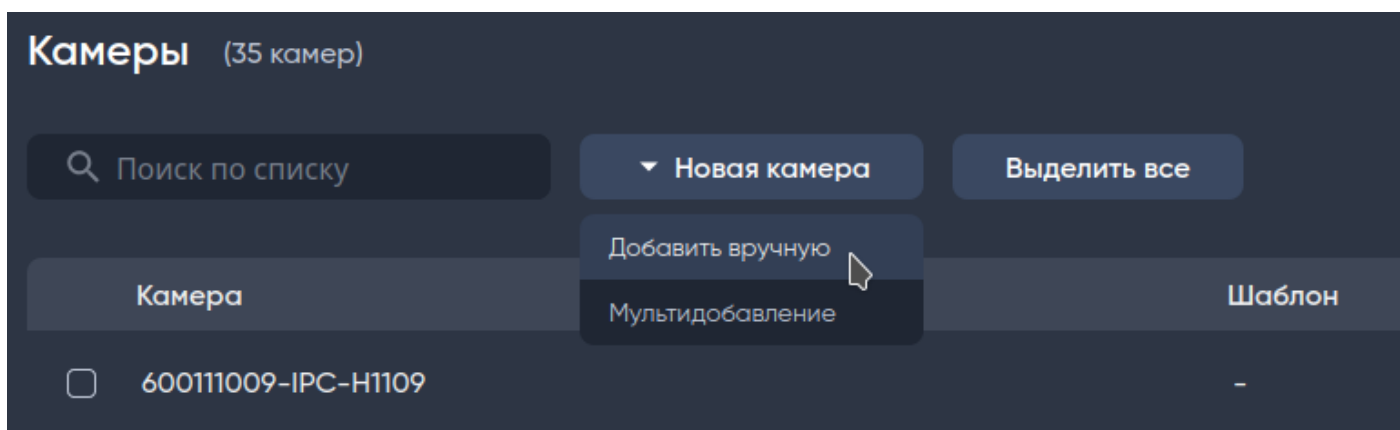 Камеры (35 камер)
Поиск по списку
Новая камера
Выделить все
Добавить вручную
Мультидобавление
Камера
Шаблон
600111009-IPC-H1109
-